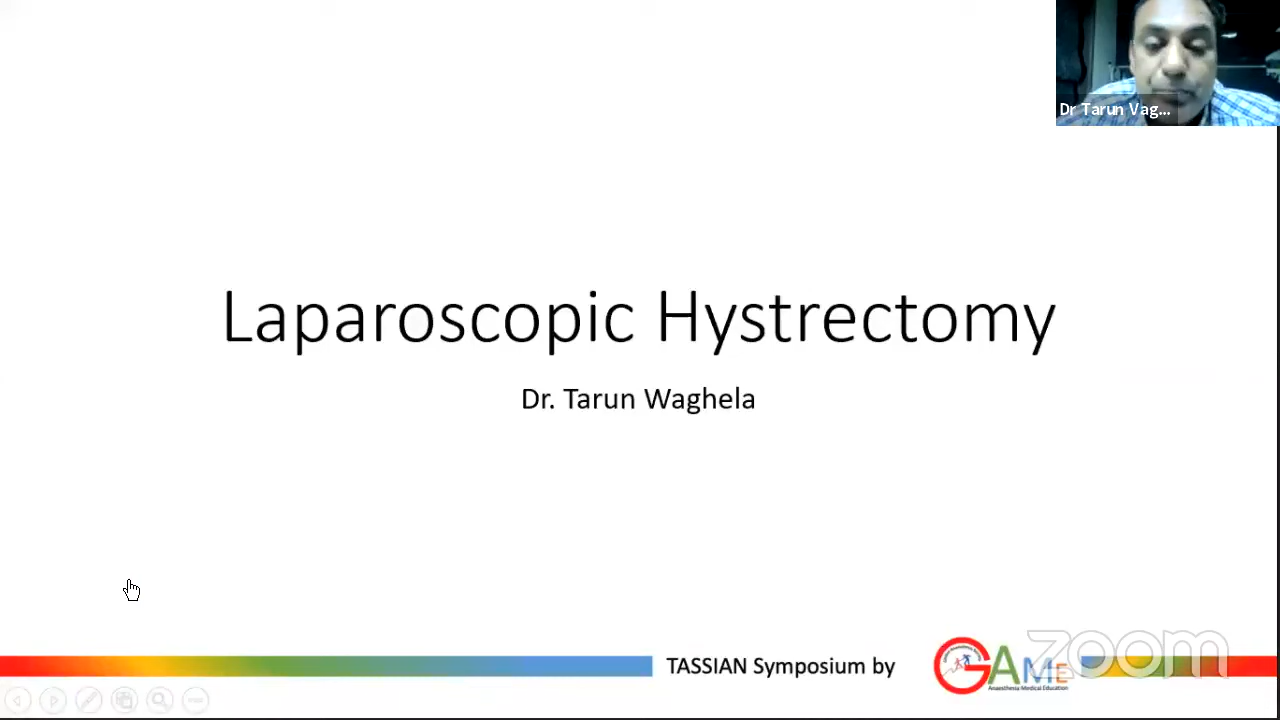 Dr Tarun Vag...
Laparoscopic Hystrectomy
Dr. Tarun Waghela
TASSIAN Symposium by
GAME
Anaesthesia Medical Education
zoom